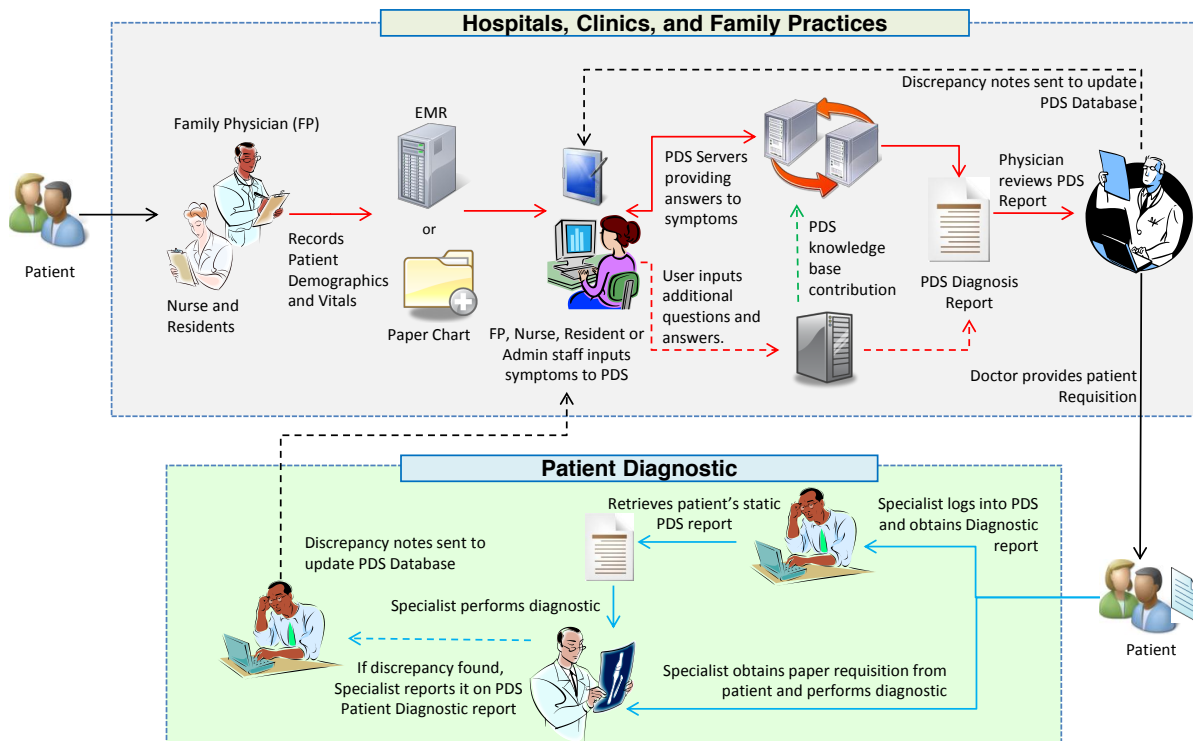 Hospitals, Clinics, and Family Practices
Discrepancy notes sent to update
PDS Database
Family Physician (FP)
EMR
PDS Servers
providing
answers to
symptoms
Physician
reviews PDS
Report
Patient
or
Records
Patient
Demographics
and Vitals
PDS
knowledge
base
contribution
Nurse and
Residents
Paper Chart
User inputs
additional
questions and
answers.
PDS Diagnosis
Report
FP, Nurse, Resident or
Admin staff inputs
symptoms to PDS
Doctor provides patient
Requisition
Patient Diagnostic
Retrieves patient's static
PDS report
Specialist logs into PDS
and obtains Diagnostic
report
Discrepancy notes sent to
update PDS Database
Specialist performs diagnostic
Patient
If discrepancy found,
Specialist reports it on PDS
Patient Diagnostic report
Specialist obtains paper requisition from
patient and performs diagnostic